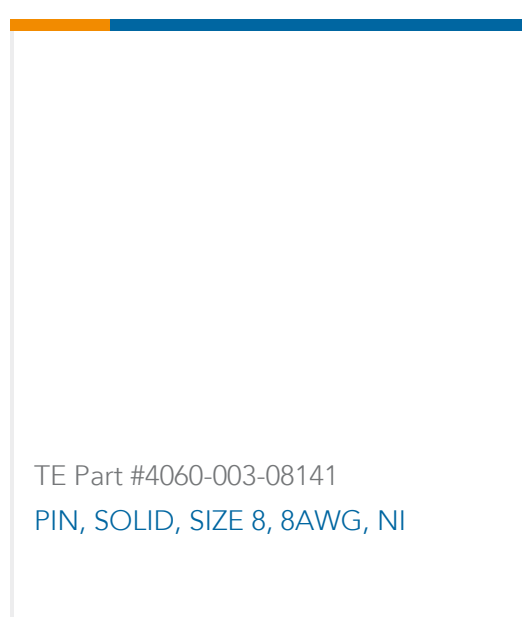 TE Part #4060-003-08141
PIN, SOLID, SIZE 8, 8AWG, NI